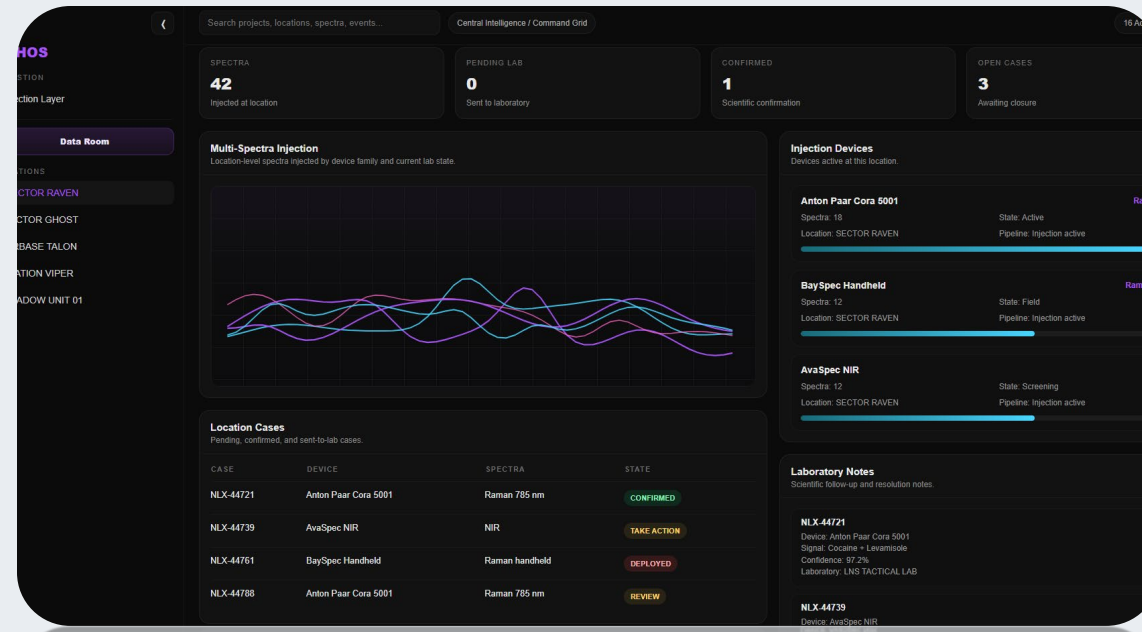 HOS
STION
ction Layer
Data Room
TIONS
CTOR RAVEN
CTOR GHOST
RBASE TALON
ATION VIPER
ADOW UNIT 01
Search projects, locations, spectra, events...
Central Intelligence / Command Grid
SPECTRA
42
Injected at location
PENDING LAB
0
Sent to laboratory
CONFIRMED
1
Scientific confirmation
OPEN CASES
3
Awaiting closure
Multi-Spectra Injection
Location-level spectra injected by device family and current lab state.
Injection Devices
Devices active at this location.
Anton Paar Cora 5001
Spectra: 18 State: Active
Location: SECTOR RAVEN Pipeline: Injection active
BaySpec Handheld
Spectra: 12 State: Field
Location: SECTOR RAVEN Pipeline: Injection active
AvaSpec NIR
Spectra: 12 State: Screening
Location: SECTOR RAVEN Pipeline: Injection active
Location Cases
Pending, confirmed, and sent-to-lab cases.
CASE DEVICE SPECTRA STATE
NLX-44721 Anton Paar Cora 5001 Raman 785 nm CONFIRMED
NLX-44739 AvaSpec NIR NIR TAKE ACTION
NLX-44761 BaySpec Handheld Raman handheld DEPLOYED
NLX-44788 Anton Paar Cora 5001 Raman 785 nm REVIEW
Laboratory Notes
Scientific follow-up and resolution notes.
NLX-44721
Device: Anton Paar Cora 5001
Signal: Cocaine + Levamisole
Confidence: 97.2%
Laboratory: LNS TACTICAL LAB
NLX-44739
Device: AvaSpec NIR